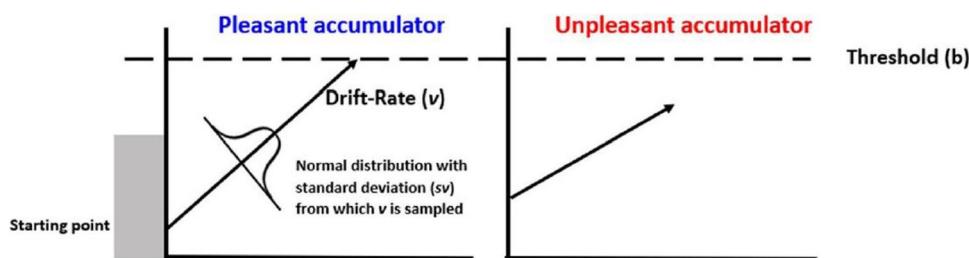 Pleasant accumulator
Unpleasant accumulator
Threshold (b)
Drift-Rate (v)
Normal distribution with
standard deviation (sv)
from which v is sampled
Starting point